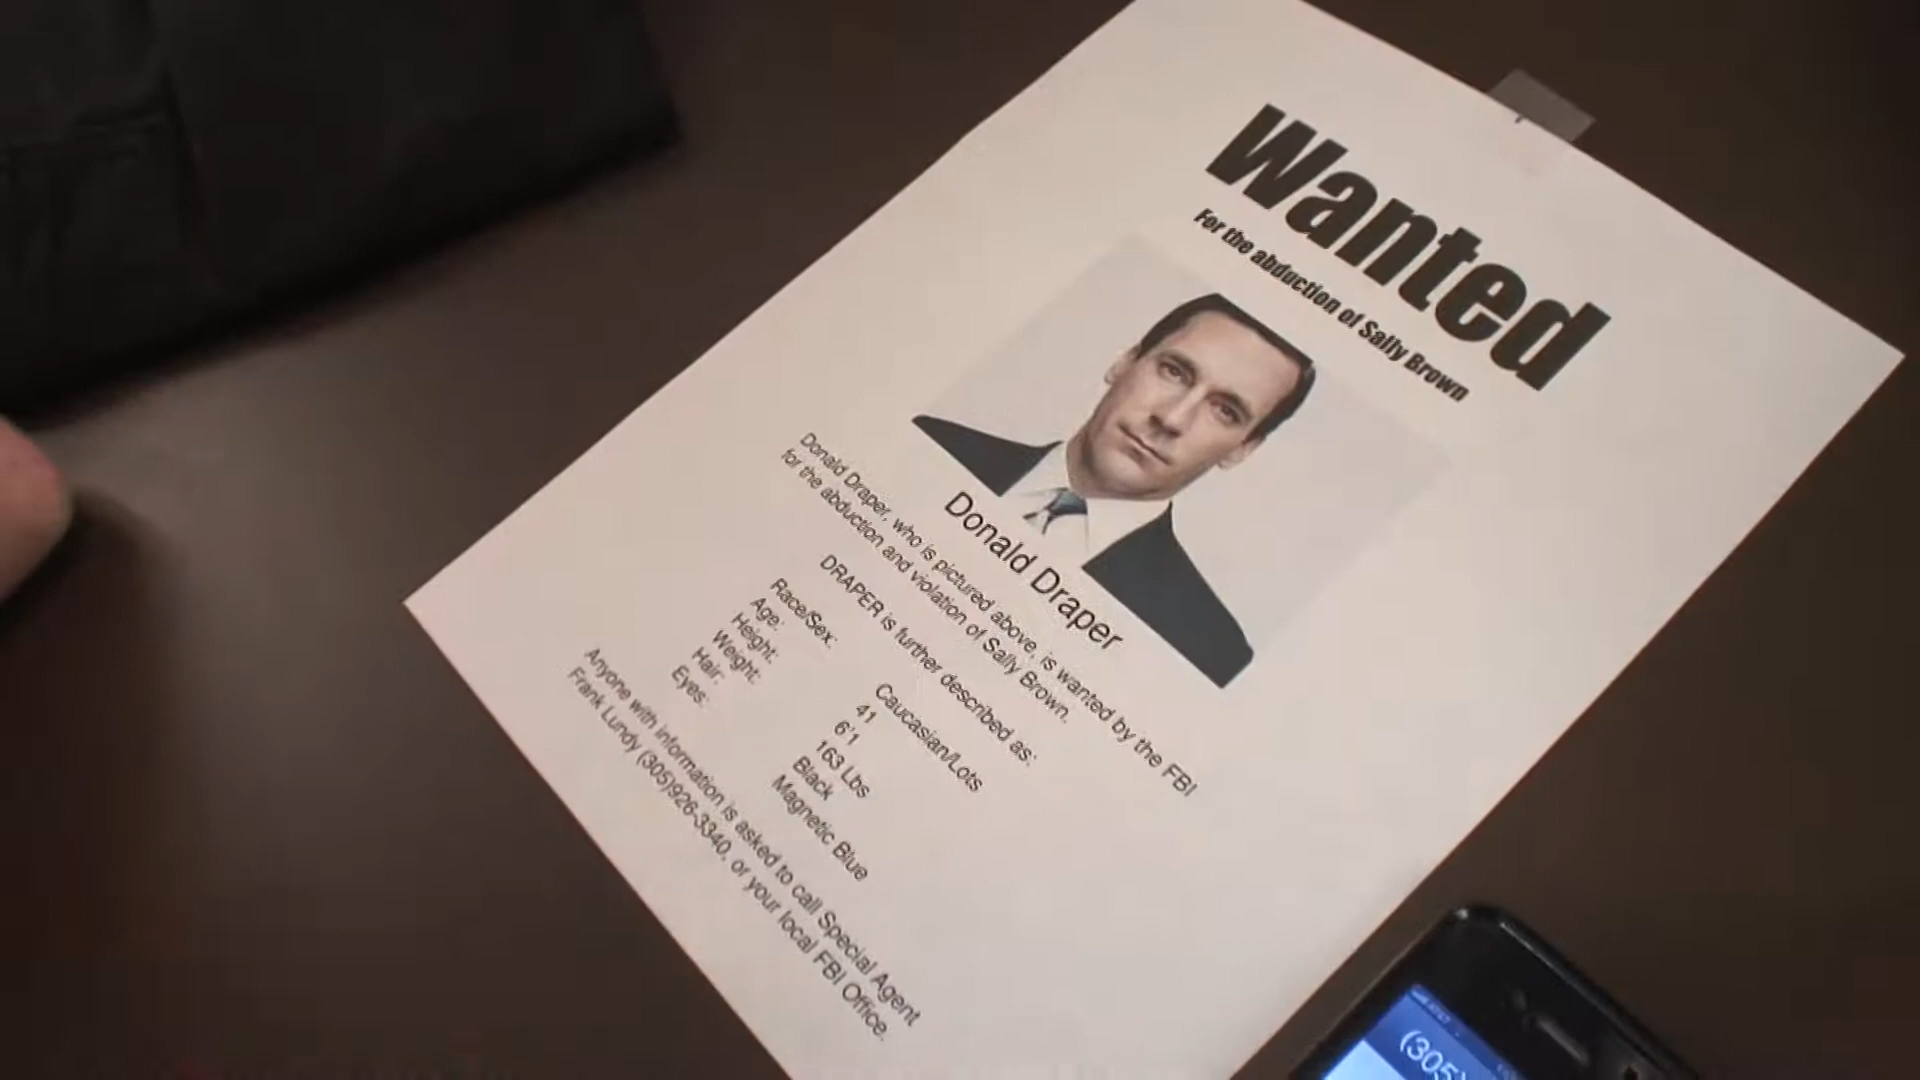 Wanted
For the abduction of Sally Brown
Donald Draper
Donald Draper, who is pictured above, is wanted by the FBI
for the abduction and violation of Sally Brown.
DRAPER is further described as:
Race/Sex: Caucasian/Lots
Age: 41
Height: 6'1
Weight: 163 Lbs
Hair: Black
Eyes: Magnetic Blue
Anyone with information is asked to call Special Agent
Frank Lundy (305)926-3340, or your local FBI Office.
AT&T
(305)